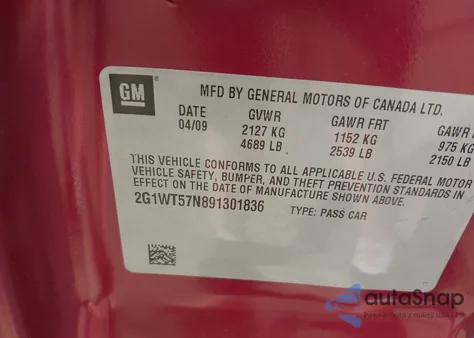 GM
MFD BY GENERAL MOTORS OF CANADA LTD.
DATE GVWR GAWR FRT GAWR
04/09 2127 KG 1152 KG 975 KG
4689 LB 2539 LB 2150 LB
THIS VEHICLE CONFORMS TO ALL APPLICABLE U.S. FEDERAL MOTOR
VEHICLE SAFETY, BUMPER, AND THEFT PREVENTION STANDARDS IN
EFFECT ON THE DATE OF MANUFACTURE SHOWN ABOVE.
2G1WT57N891301836 TYPE: PASS CAR
autoSnap